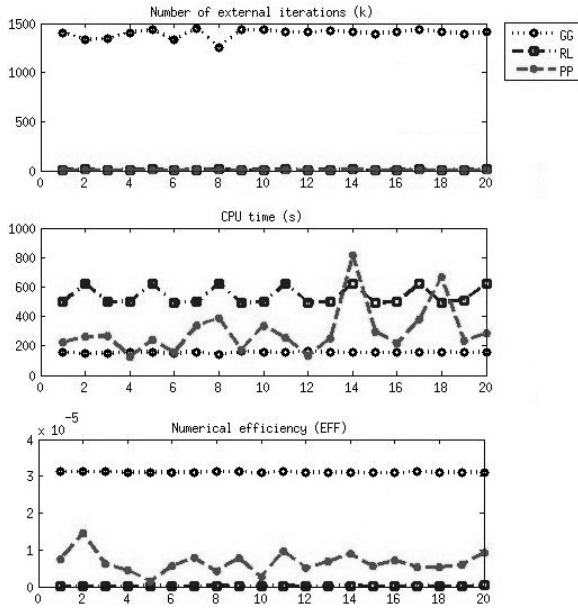 Number of external iterations (k)
1500
1000
500
0
0 2 4 6 8 10 12 14 16 18 20
GG
RL
PP
CPU time (s)
1000
800
600
400
200
0
0 2 4 6 8 10 12 14 16 18 20
x 10⁻⁵
Numerical efficiency (EFF)
4
3
2
1
0
0 2 4 6 8 10 12 14 16 18 20